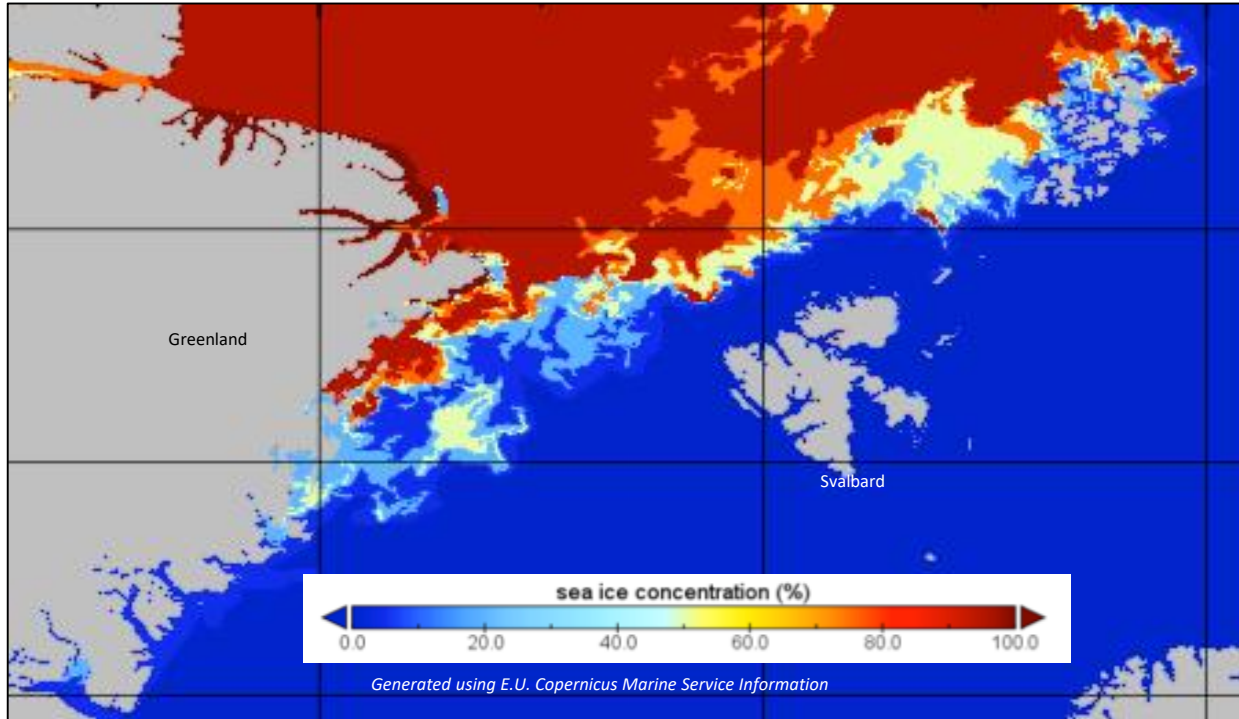 Greenland
Svalbard
sea ice concentration (%)
0.0 20.0 40.0 60.0 80.0 100.0
Generated using E.U. Copernicus Marine Service Information